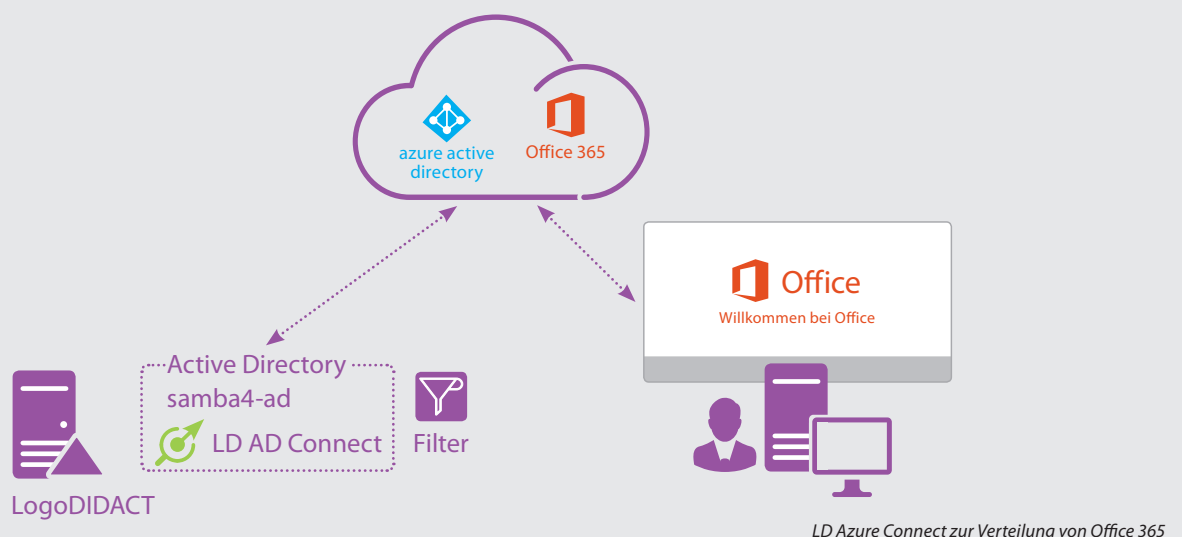 azure active
directory
Office 365
Office
Willkommen bei Office
Active Directory
samba4-ad
LD AD Connect
Filter
LogoDIDACT
LD Azure Connect zur Verteilung von Office 365